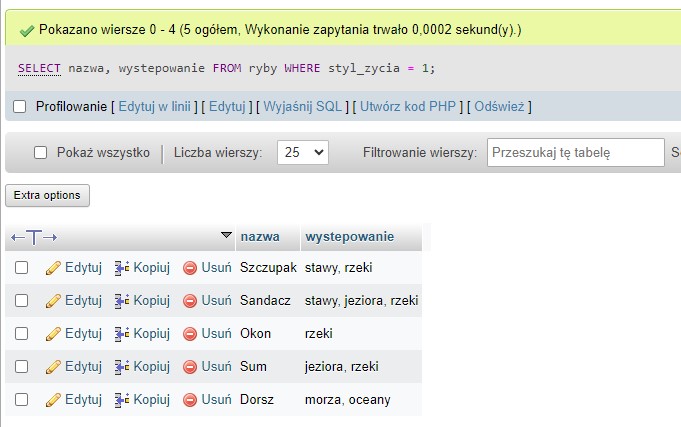 Pokazano wiersze 0 - 4 (5 ogółem, Wykonanie zapytania trwało 0,0002 sekund(y).)
SELECT nazwa, wystepowanie FROM ryby WHERE styl_zycia = 1;
Profilowanie [ Edytuj w linii ] [ Edytuj ] [ Wyjaśnij SQL ] [ Utwórz kod PHP ] [ Odśwież ]
Pokaż wszystko | Liczba wierszy: 25 Filtrowanie wierszy: Przeszukaj tę tabelę S
Extra options
nazwa wystepowanie
Edytuj Kopiuj Usuń Szczupak stawy, rzeki
Edytuj Kopiuj Usuń Sandacz stawy, jeziora, rzeki
Edytuj Kopiuj Usuń Okon rzeki
Edytuj Kopiuj Usuń Sum jeziora, rzeki
Edytuj Kopiuj Usuń Dorsz morza, oceany